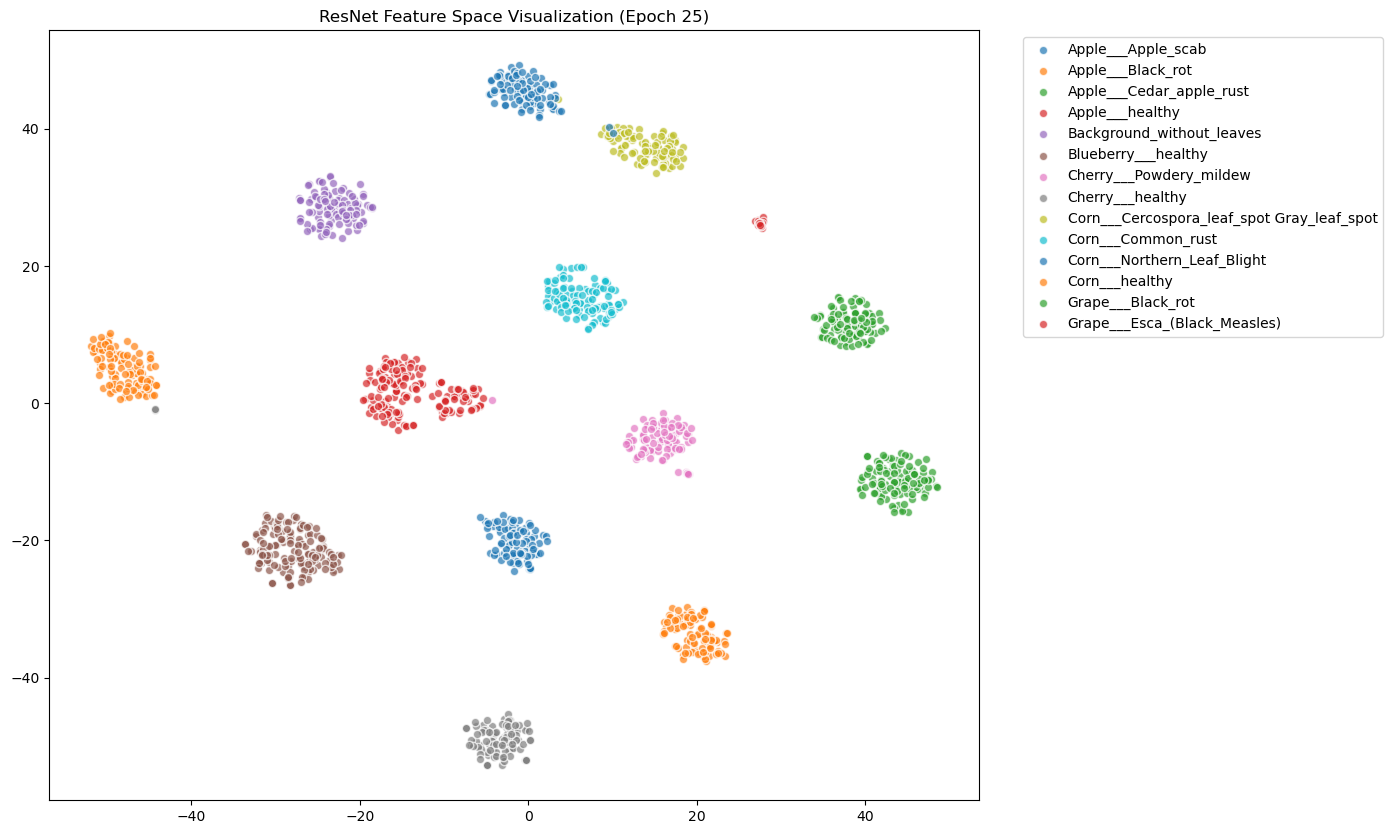 ResNet Feature Space Visualization (Epoch 25)
40
20
0
−20
−40
−40
−20
0
20
40
Apple___Apple_scab
Apple___Black_rot
Apple___Cedar_apple_rust
Apple___healthy
Background_without_leaves
Blueberry___healthy
Cherry___Powdery_mildew
Cherry___healthy
Corn___Cercospora_leaf_spot Gray_leaf_spot
Corn___Common_rust
Corn___Northern_Leaf_Blight
Corn___healthy
Grape___Black_rot
Grape___Esca_(Black_Measles)